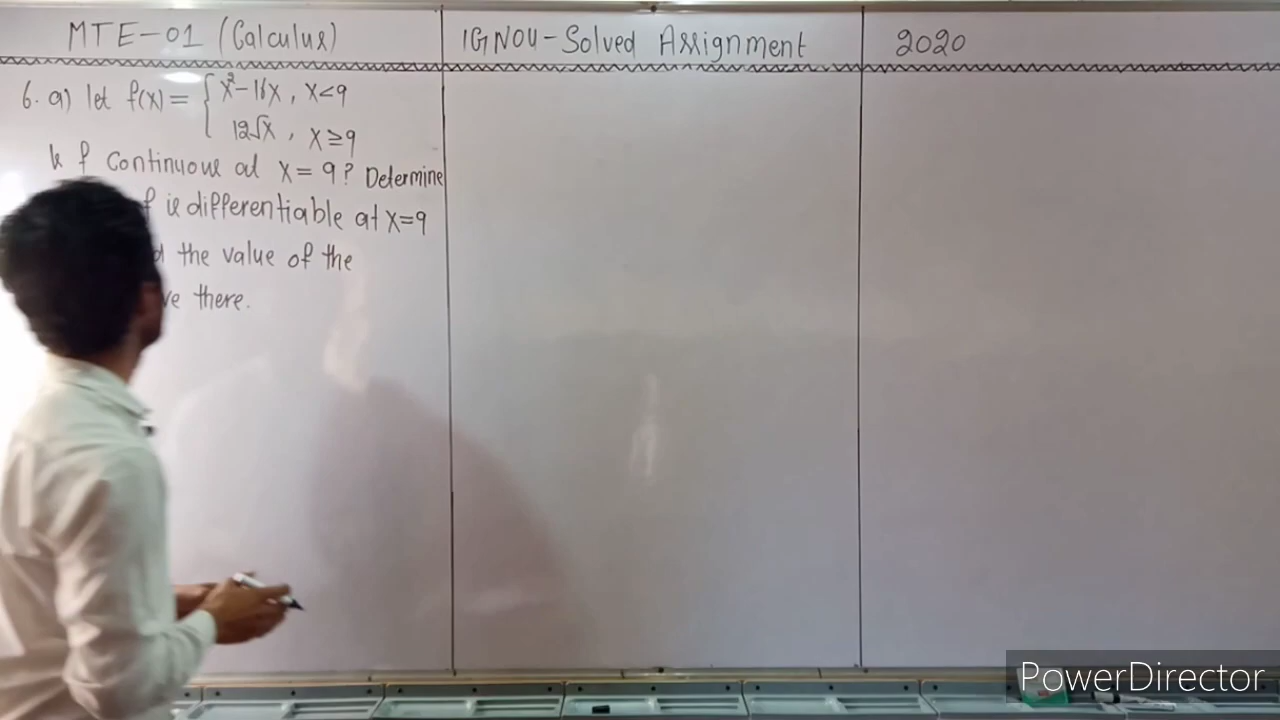 MTE-01 (Calculus)
IGNOU-Solved Assignment
2020
6. a) let f(x) = { x²-16x, x<9
12√x, x≥9
Is f continuous at x=9? Determine
f is differentiable at x=9
the value of the
there.
PowerDirector